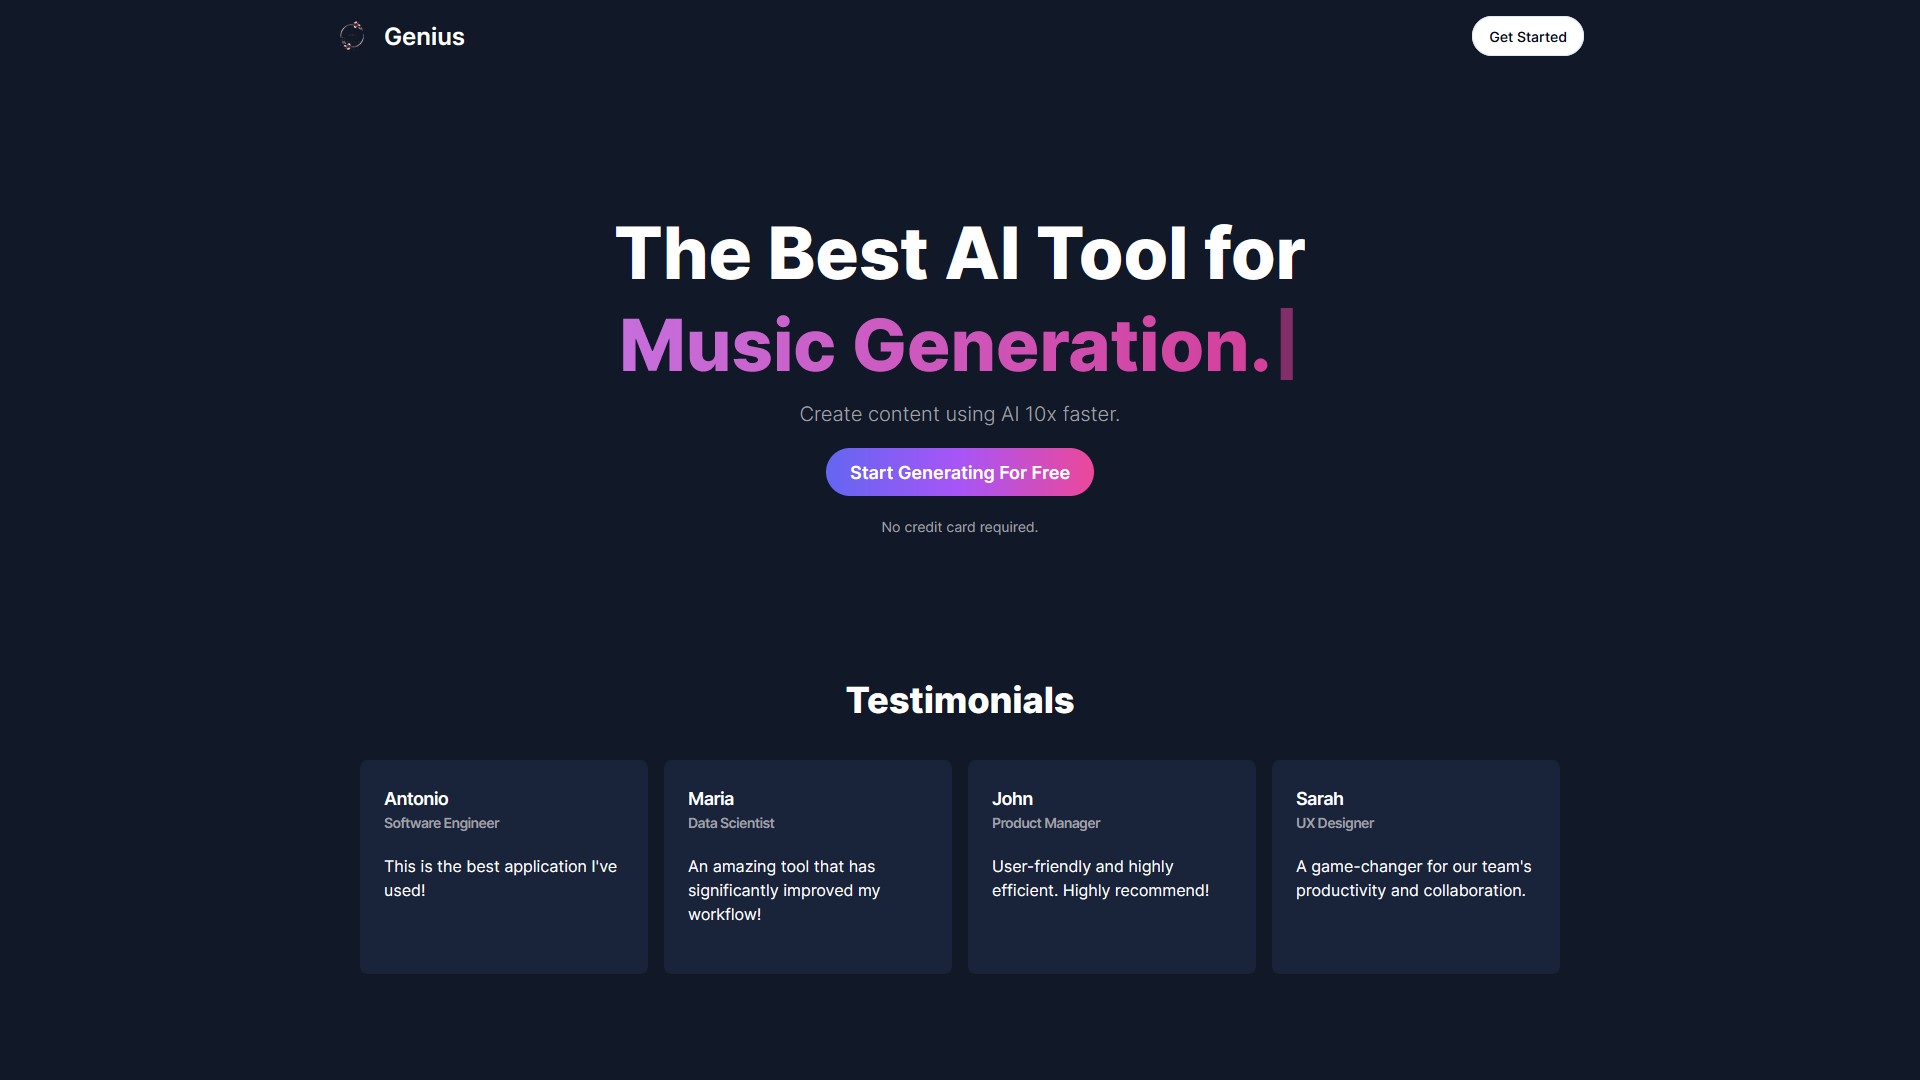 Genius
Get Started
The Best AI Tool for
Music Generation.
Create content using AI 10x faster.
Start Generating For Free
No credit card required.
Testimonials
Antonio
Software Engineer
This is the best application I've
used!
Maria
Data Scientist
An amazing tool that has
significantly improved my
workflow!
John
Product Manager
User-friendly and highly
efficient. Highly recommend!
Sarah
UX Designer
A game-changer for our team's
productivity and collaboration.